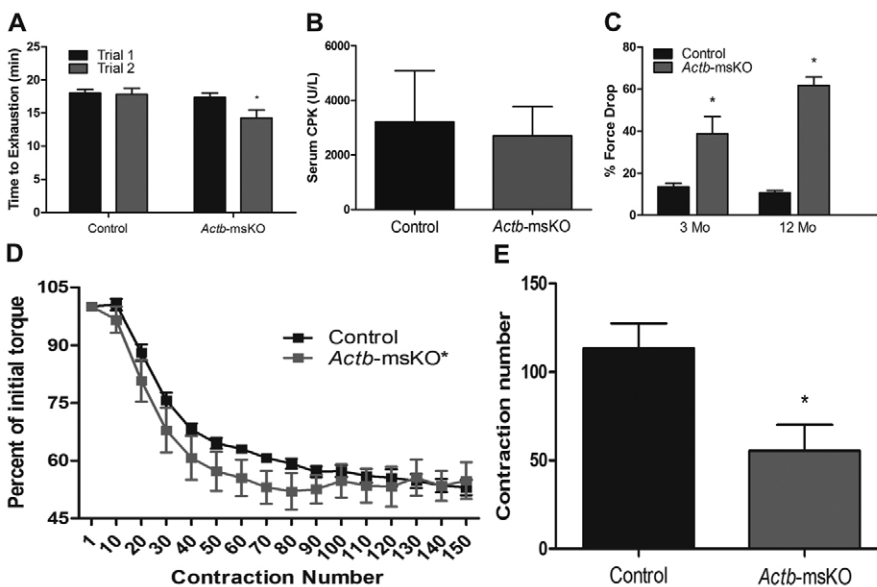 A
Time to Exhaustion (min)
25
20
15
10
5
0
Trial 1
Trial 2
*
Control
Actb-msKO
B
Serum CPK (U/L)
6000
4000
2000
0
Control
Actb-msKO
C
% Force Drop
80
60
40
20
0
Control
Actb-msKO
*
*
3 Mo
12 Mo
D
Percent of initial torque
105
90
75
60
45
Control
Actb-msKO*
1
10
20
30
40
50
60
70
80
90
100
110
120
130
140
150
Contraction Number
E
Contraction number
150
100
50
0
*
Control
Actb-msKO